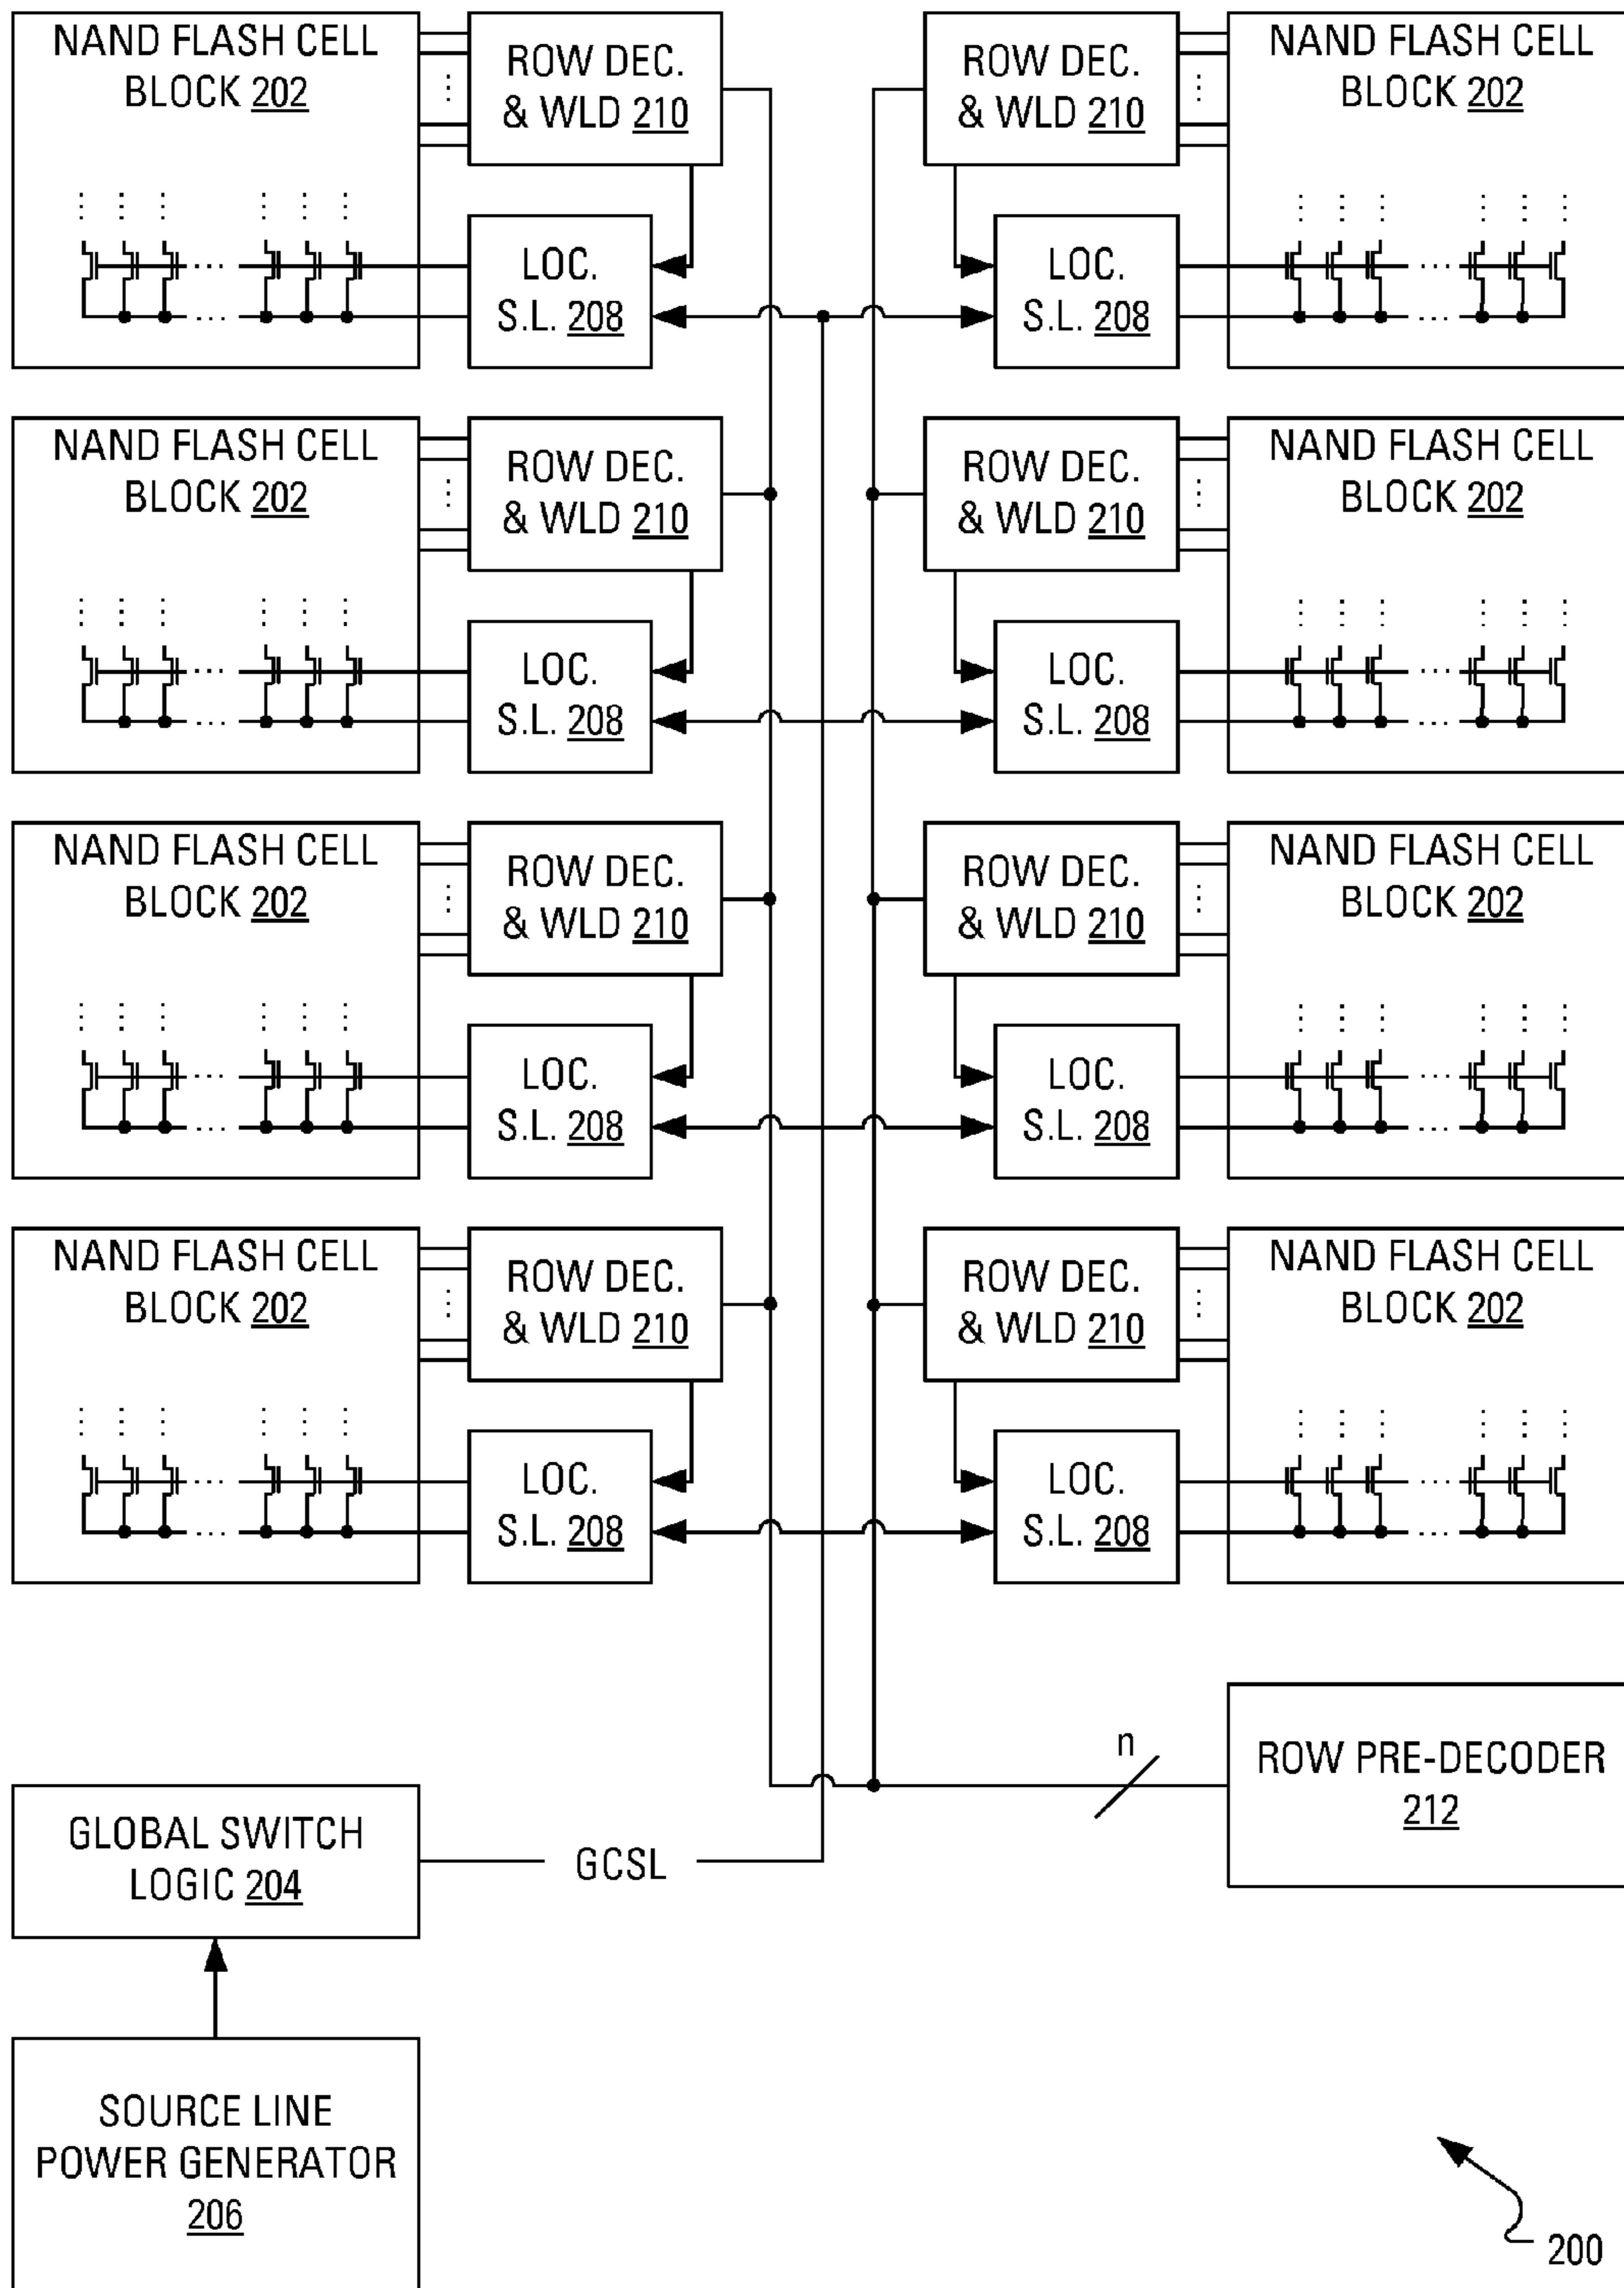 NAND FLASH CELL
BLOCK 202
ROW DEC.
& WLD 210
LOC.
S.L. 208
ROW DEC.
& WLD 210
LOC.
S.L. 208
NAND FLASH CELL
BLOCK 202
NAND FLASH CELL
BLOCK 202
ROW DEC.
& WLD 210
LOC.
S.L. 208
ROW DEC.
& WLD 210
LOC.
S.L. 208
NAND FLASH CELL
BLOCK 202
NAND FLASH CELL
BLOCK 202
ROW DEC.
& WLD 210
LOC.
S.L. 208
ROW DEC.
& WLD 210
LOC.
S.L. 208
NAND FLASH CELL
BLOCK 202
NAND FLASH CELL
BLOCK 202
ROW DEC.
& WLD 210
LOC.
S.L. 208
ROW DEC.
& WLD 210
LOC.
S.L. 208
NAND FLASH CELL
BLOCK 202
n
ROW PRE-DECODER
212
GLOBAL SWITCH
LOGIC 204
GCSL
SOURCE LINE
POWER GENERATOR
206
200